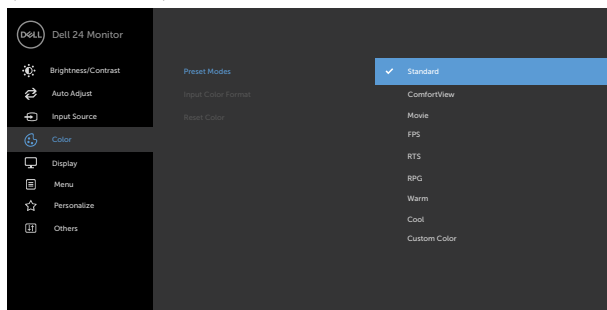 DELL Dell 24 Monitor
Brightness/Contrast
Auto Adjust
Input Source
Color
Display
Menu
Personalize
Others
Preset Modes
Input Color Format
Reset Color
Standard
ComfortView
Movie
FPS
RTS
RPG
Warm
Cool
Custom Color